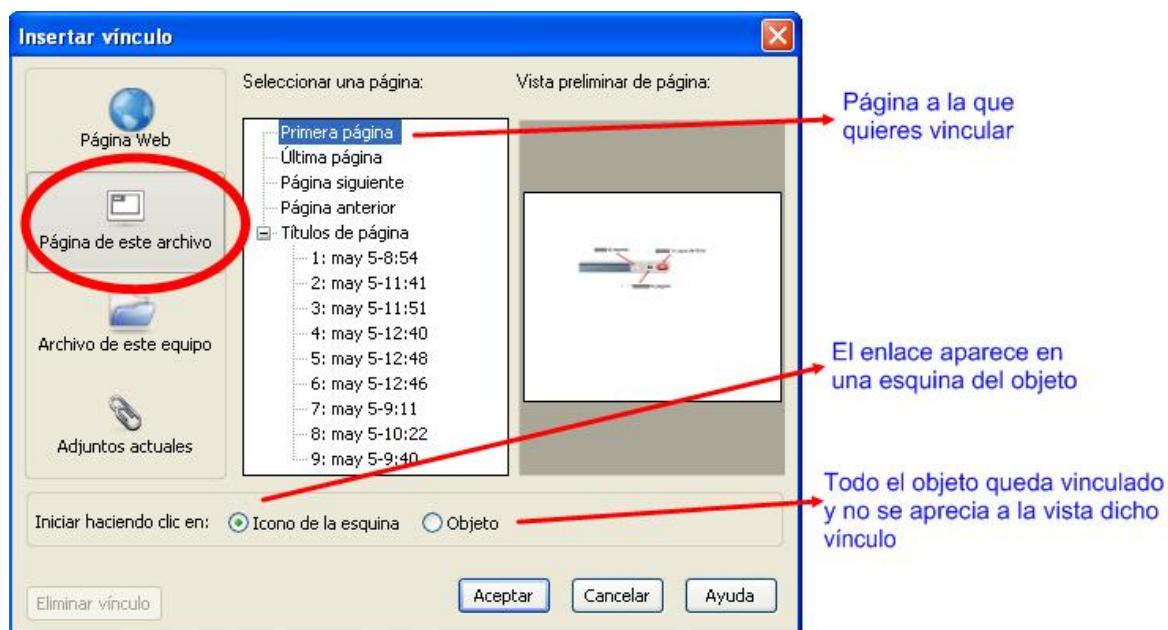 Insertar vínculo
Seleccionar una página:
Vista preliminar de página:
Página Web
Página de este archivo
Archivo de este equipo
Adjuntos actuales
Primera página
Última página
Página siguiente
Página anterior
Títulos de página
1: may 5-8:54
2: may 5-11:41
3: may 5-11:51
4: may 5-12:40
5: may 5-12:48
6: may 5-12:46
7: may 5-9:11
8: may 5-10:22
9: may 5-9:40
Página a la que
quieres vincular
El enlace aparece en
una esquina del objeto
Todo el objeto queda vinculado
y no se aprecia a la vista dicho
vínculo
Iniciar haciendo clic en:
Icono de la esquina
Objeto
Eliminar vínculo
Aceptar
Cancelar
Ayuda